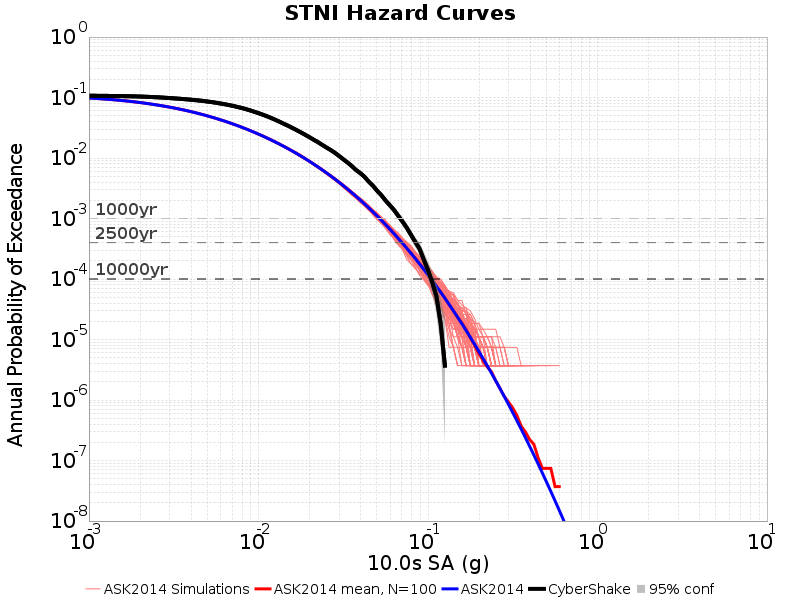 STNI Hazard Curves
Annual Probability of Exceedance
10^0
10^-1
10^-2
10^-3
10^-4
10^-5
10^-6
10^-7
10^-8
1000yr
2500yr
10000yr
10^-3 10^-2 10^-1 10^0 10^1
10.0s SA (g)
ASK2014 Simulations ASK2014 mean, N=100 ASK2014 CyberShake 95% conf